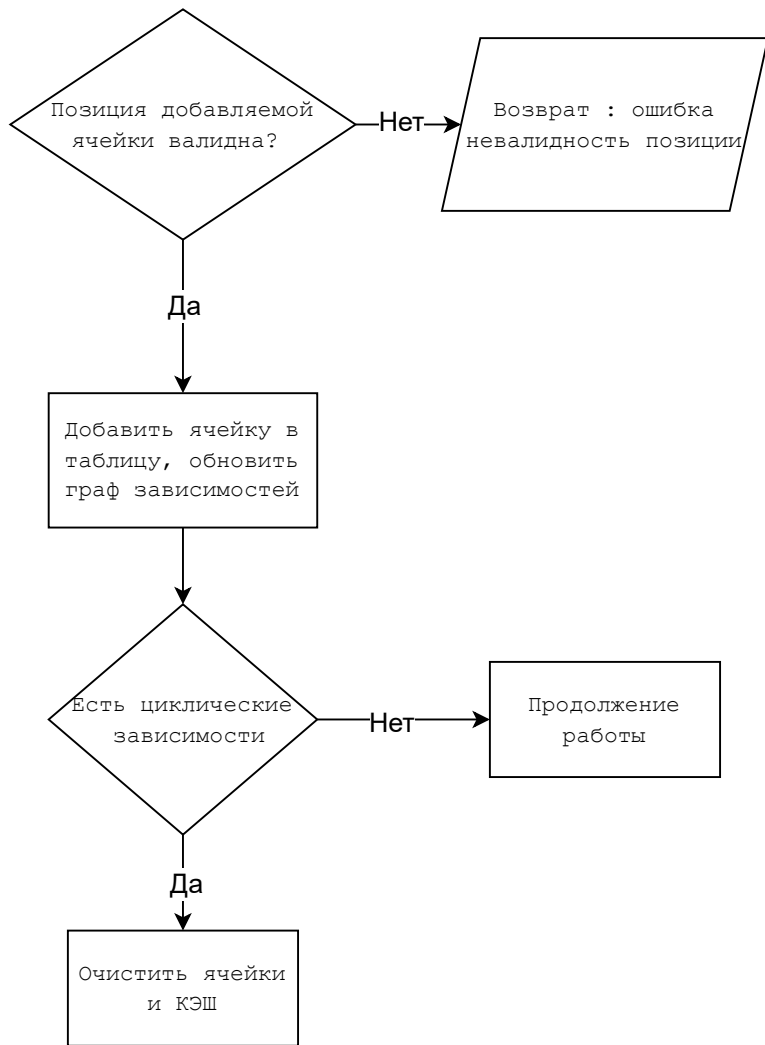 Позиция добавляемой
ячейки валидна?
Нет
Возврат : ошибка
невалидность позиции
Да
Добавить ячейку в
таблицу, обновить
граф зависимостей
Есть циклические
зависимости
Нет
Продолжение
работы
Да
Очистить ячейки
и КЭШ